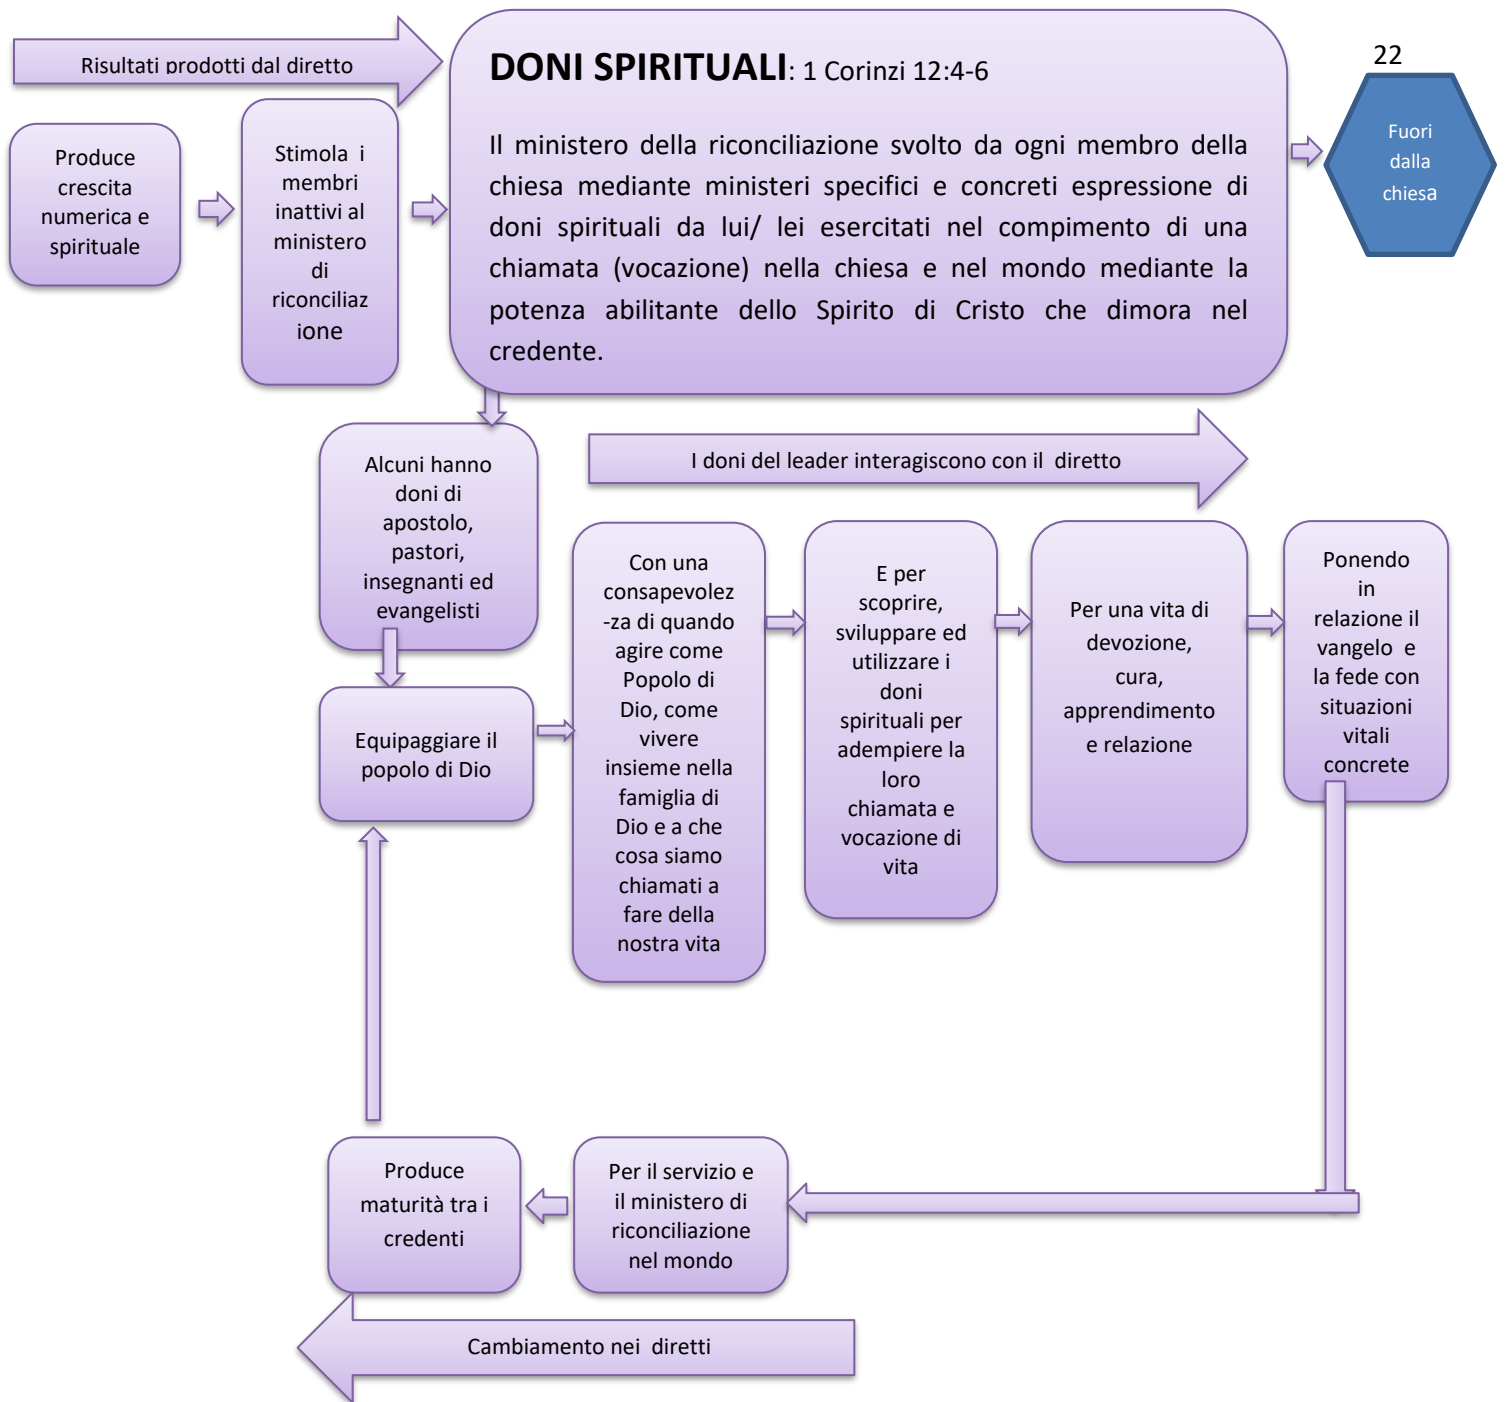 22
Risultati prodotti dal diretto
DONI SPIRITUALI: 1 Corinzi 12:4-6
Il ministero della riconciliazione svolto da ogni membro della
chiesa mediante ministeri specifici e concreti espressione di
doni spirituali da lui/ lei esercitati nel compimento di una
chiamata (vocazione) nella chiesa e nel mondo mediante la
potenza abilitante dello Spirito di Cristo che dimora nel
credente.
Fuori
dalla
chiesa
Produce
crescita
numerica e
spirituale
Stimola i
membri
inattivi al
ministero
di
riconciliaz
ione
Alcuni hanno
doni di
apostolo,
pastori,
insegnanti ed
evangelisti
I doni del leader interagiscono con il diretto
Equipaggiare il
popolo di Dio
Con una
consapevolez
-za di quando
agire come
Popolo di
Dio, come
vivere
insieme nella
famiglia di
Dio e a che
cosa siamo
chiamati a
fare della
nostra vita
E per
scoprire,
sviluppare ed
utilizzare i
doni
spirituali per
adempiere la
loro
chiamata e
vocazione di
vita
Per una vita di
devozione,
cura,
apprendimento
e relazione
Ponendo
in
relazione il
vangelo e
la fede con
situazioni
vitali
concrete
Per il servizio e
il ministero di
riconciliazione
nel mondo
Produce
maturità tra i
credenti
Cambiamento nei diretti